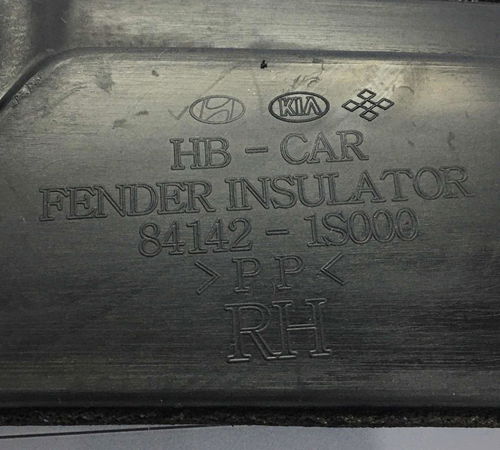 KIA
HB - CAR
FENDER INSULATOR
84142 - 1S000
>PP<
RH